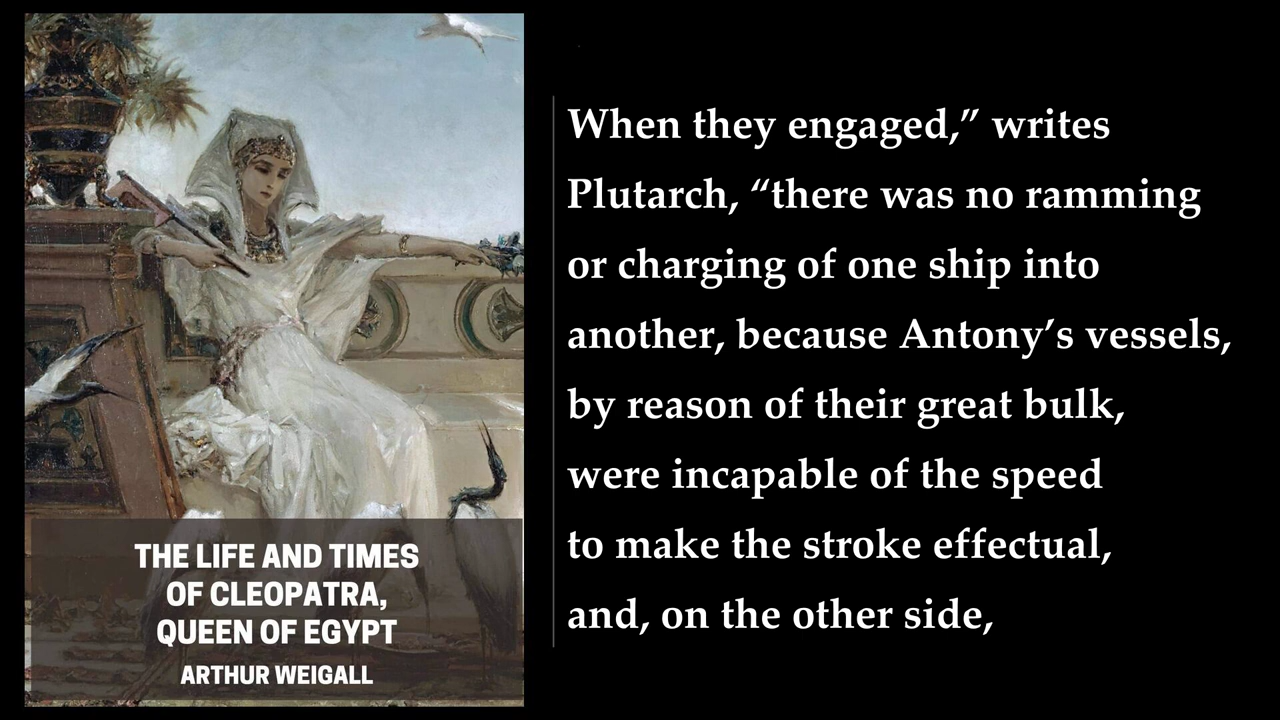 When they engaged,” writes
Plutarch, “there was no ramming
or charging of one ship into
another, because Antony’s vessels,
by reason of their great bulk,
were incapable of the speed
to make the stroke effectual,
and, on the other side,
THE LIFE AND TIMES
OF CLEOPATRA,
QUEEN OF EGYPT
ARTHUR WEIGALL